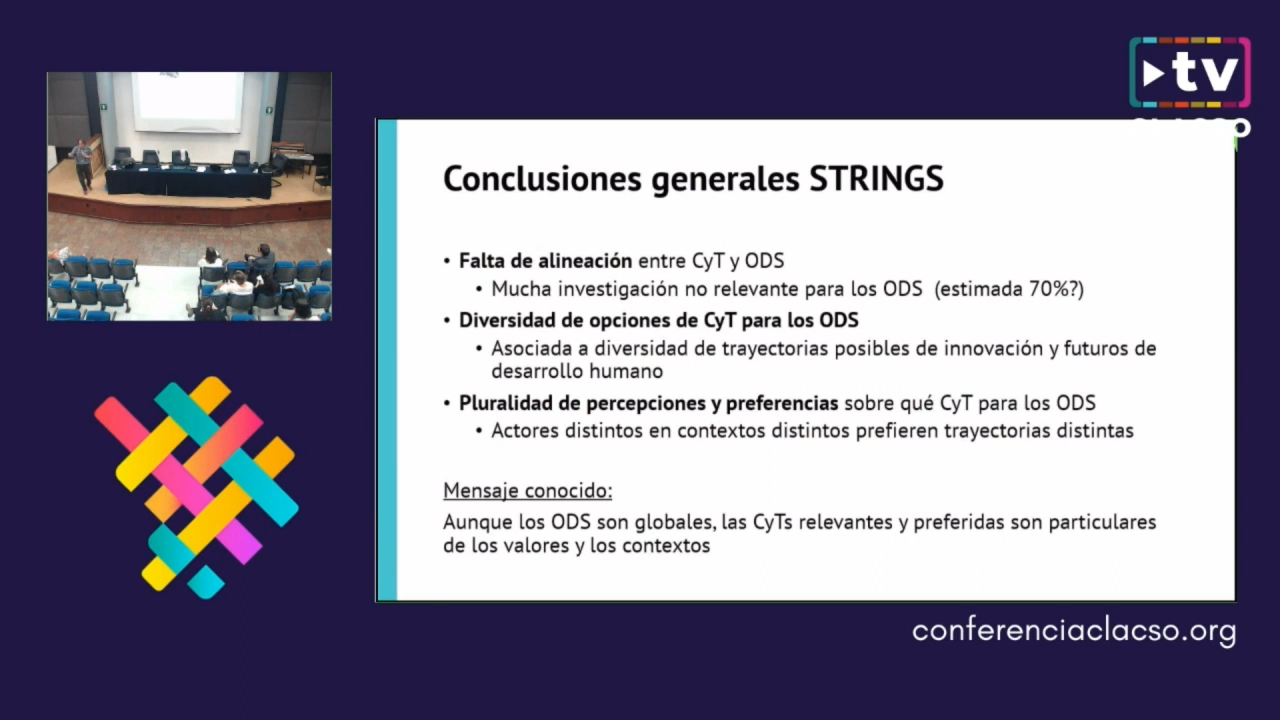 tv
Conclusiones generales STRINGS
• Falta de alineación entre CyT y ODS
• Mucha investigación no relevante para los ODS (estimada 70%?)
• Diversidad de opciones de CyT para los ODS
• Asociada a diversidad de trayectorias posibles de innovación y futuros de
desarrollo humano
• Pluralidad de percepciones y preferencias sobre qué CyT para los ODS
• Actores distintos en contextos distintos prefieren trayectorias distintas
Mensaje conocido:
Aunque los ODS son globales, las CyTs relevantes y preferidas son particulares
de los valores y los contextos
conferenciaclacso.org